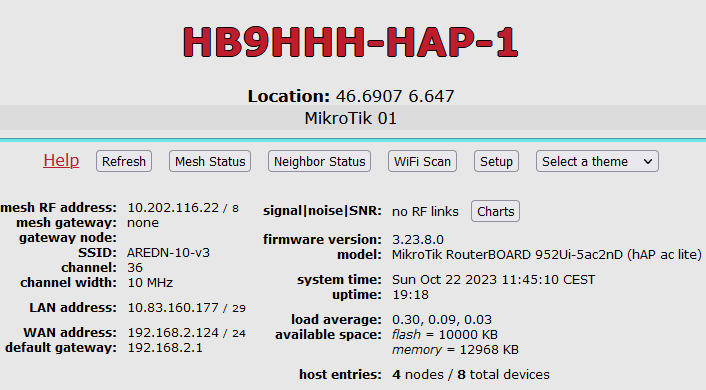 HB9HHH-HAP-1
Location: 46.6907 6.647
MikroTik 01
Help Refresh Mesh Status Neighbor Status WiFi Scan Setup Select a theme
mesh RF address: 10.202.116.22 / 8
mesh gateway: none
gateway node:
SSID: AREDN-10-v3
channel: 36
channel width: 10 MHz
LAN address: 10.83.160.177 / 29
WAN address: 192.168.2.124 / 24
default gateway: 192.168.2.1
signal|noise|SNR: no RF links Charts
firmware version: 3.23.8.0
model: MikroTik RouterBOARD 952Ui-5ac2nD (hAP ac lite)
system time: Sun Oct 22 2023 11:45:10 CEST
uptime: 19:18
load average: 0.30, 0.09, 0.03
available space: flash = 10000 KB
memory = 12968 KB
host entries: 4 nodes / 8 total devices